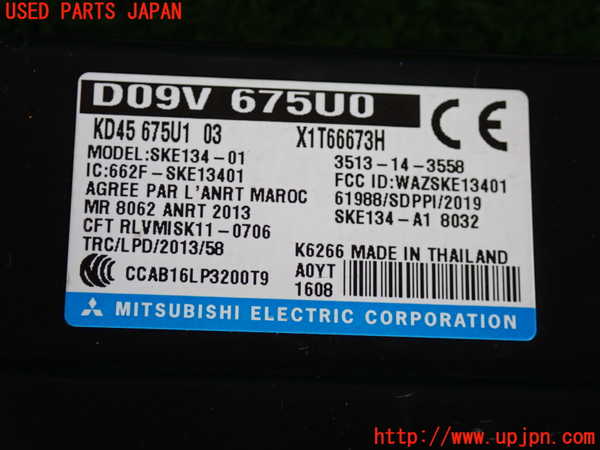 USED PARTS JAPAN
D09V 675U0
CE
KD45 675U1 03 X1T66673H
MODEL:SKE134-01 3513-14-3558
IC:662F-SKE13401 FCC ID:WAZSKE13401
AGREE PAR L'ANRT MAROC 61988/SDPPI/2019
MR 8062 ANRT 2013 SKE134-A1 8032
CFT RLVMISK11-0706
TRC/LPD/2013/58 K6266 MADE IN THAILAND
CCAB16LP3200T9 A0YT
1608
MITSUBISHI ELECTRIC CORPORATION
http://www.upjpn.com/